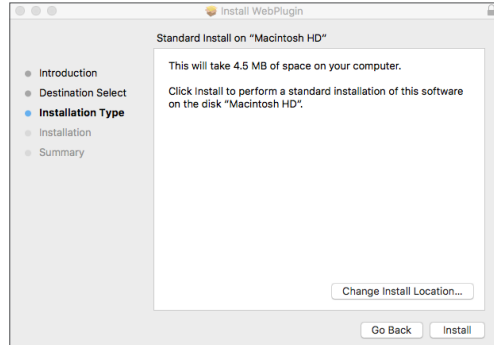 Install WebPlugin
Standard Install on “Macintosh HD”
Introduction
Destination Select
Installation Type
Installation
Summary
This will take 4.5 MB of space on your computer.
Click Install to perform a standard installation of this software
on the disk “Macintosh HD”.
Change Install Location...
Go Back
Install